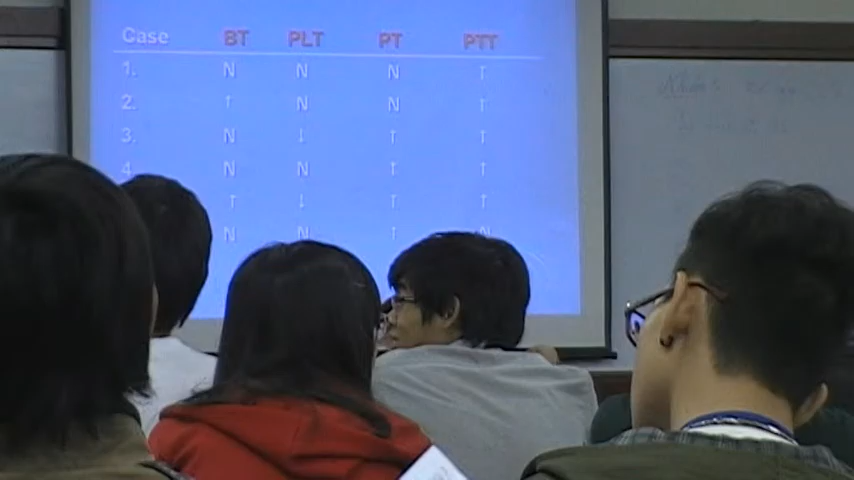 Case BT PLT PT PTT
1. N N N ↑
2. ↑ N N ↑
3. N ↓ ↑ ↑
4. N N ↑ ↑
↑ ↓ ↑ ↑
N N ↑ N